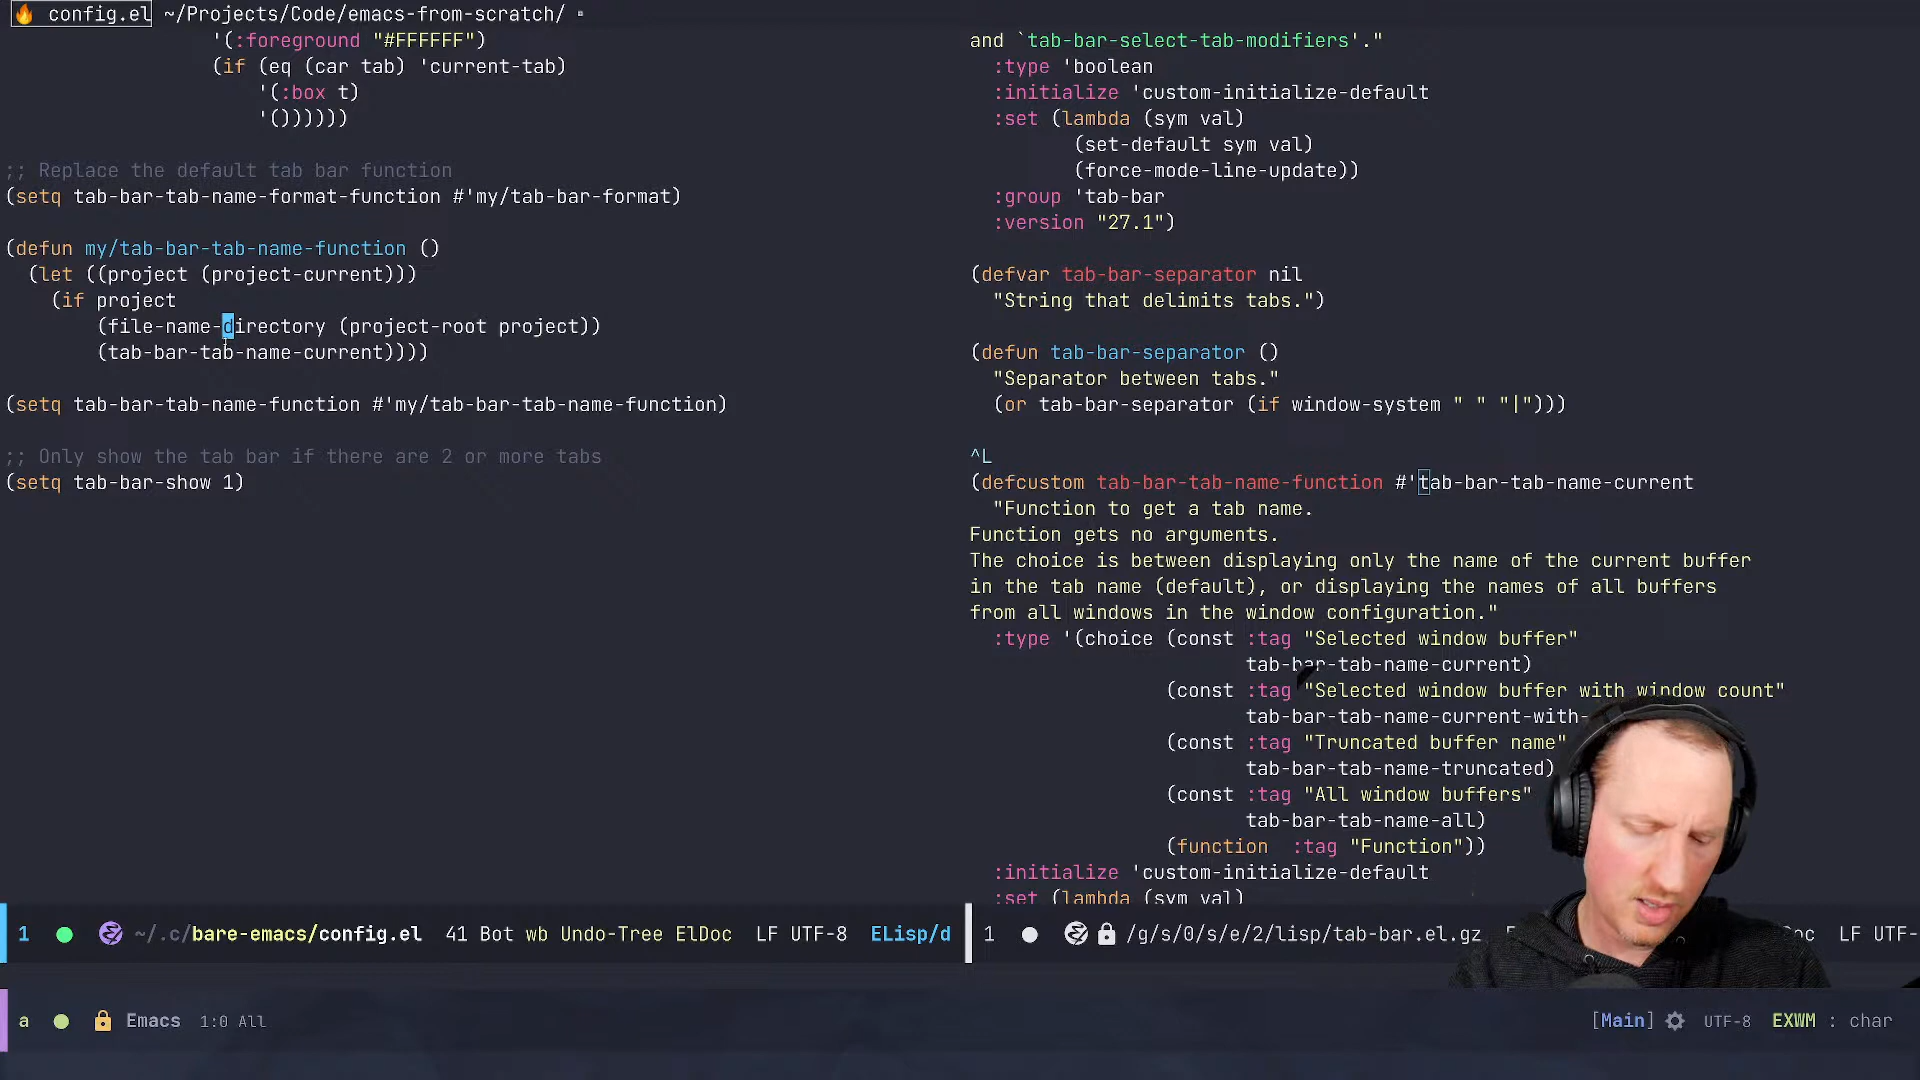 🔥 config.el ~/Projects/Code/emacs-from-scratch/ ▫
'(:foreground "#FFFFFF")
(if (eq (car tab) 'current-tab)
'(:box t)
'())))))
;; Replace the default tab bar function
(setq tab-bar-tab-name-format-function #'my/tab-bar-format)
(defun my/tab-bar-tab-name-function ()
(let ((project (project-current)))
(if project
(file-name-directory (project-root project))
(tab-bar-tab-name-current))))
(setq tab-bar-tab-name-function #'my/tab-bar-tab-name-function)
;; Only show the tab bar if there are 2 or more tabs
(setq tab-bar-show 1)
and `tab-bar-select-tab-modifiers'."
:type 'boolean
:initialize 'custom-initialize-default
:set (lambda (sym val)
(set-default sym val)
(force-mode-line-update))
:group 'tab-bar
:version "27.1")
(defvar tab-bar-separator nil
"String that delimits tabs.")
(defun tab-bar-separator ()
"Separator between tabs."
(or tab-bar-separator (if window-system " " "|")))
^L
(defcustom tab-bar-tab-name-function #'tab-bar-tab-name-current
"Function to get a tab name.
Function gets no arguments.
The choice is between displaying only the name of the current buffer
in the tab name (default), or displaying the names of all buffers
from all windows in the window configuration."
:type '(choice (const :tag "Selected window buffer"
tab-bar-tab-name-current)
(const :tag "Selected window buffer with window count"
tab-bar-tab-name-current-with-
(const :tag "Truncated buffer name"
tab-bar-tab-name-truncated)
(const :tag "All window buffers"
tab-bar-tab-name-all)
(function :tag "Function"))
:initialize 'custom-initialize-default
:set (lambda (sym val)
1 ~/.c/bare-emacs/config.el 41 Bot wb Undo-Tree ElDoc LF UTF-8 ELisp/d
1 /g/s/0/s/e/2/lisp/tab-bar.el.gz LF UTF-
a Emacs 1:0 All
[Main] UTF-8 EXWM : char